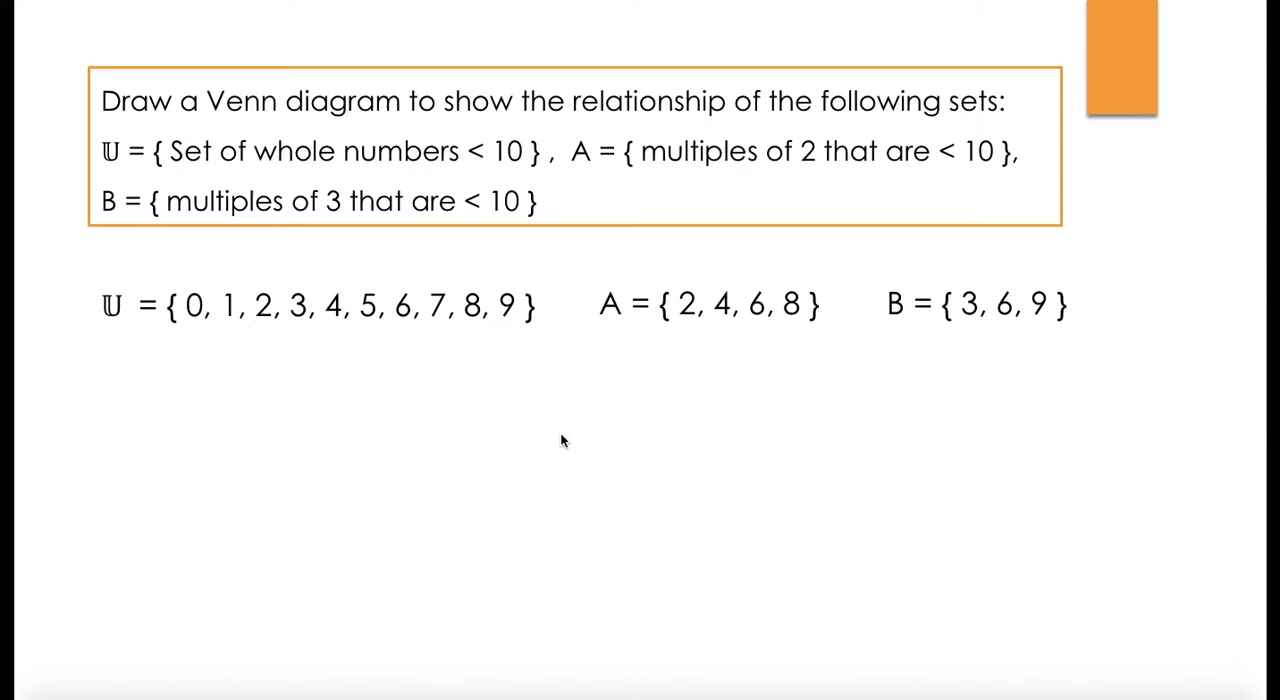 Draw a Venn diagram to show the relationship of the following sets:
𝕌 = { Set of whole numbers < 10 } , A = { multiples of 2 that are < 10 },
B = { multiples of 3 that are < 10 }
𝕌 = { 0, 1, 2, 3, 4, 5, 6, 7, 8, 9 } A = { 2, 4, 6, 8 } B = { 3, 6, 9 }